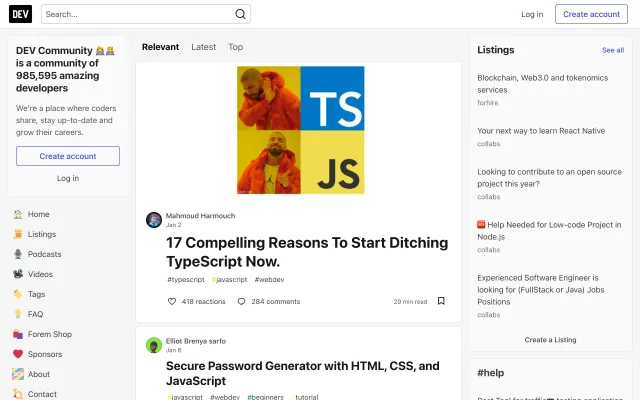 DEV
Search...
Log in
Create account
DEV Community
is a community of
985,595 amazing
developers
We're a place where coders
share, stay up-to-date and
grow their careers.
Create account
Log in
Home
Listings
Podcasts
Videos
Tags
FAQ
Forem Shop
Sponsors
About
Contact
Relevant
Latest
Top
TS
JS
Mahmoud Harmouch
Jan 2
17 Compelling Reasons To Start Ditching
TypeScript Now.
#typescript #javascript #webdev
418 reactions
284 comments
29 min read
Elliot Brenya sarfo
Jan 6
Secure Password Generator with HTML, CSS, and
JavaScript
#javascript #webdev #beginners #tutorial
Listings
See all
Blockchain, Web3.0 and tokenomics
services
forhire
Your next way to learn React Native
collabs
Looking to contribute to an open source
project this year?
collabs
Help Needed for Low-code Project in
Node.js
collabs
Experienced Software Engineer is
looking for (FullStack or Java) Jobs
Positions
collabs
Create a Listing
#help